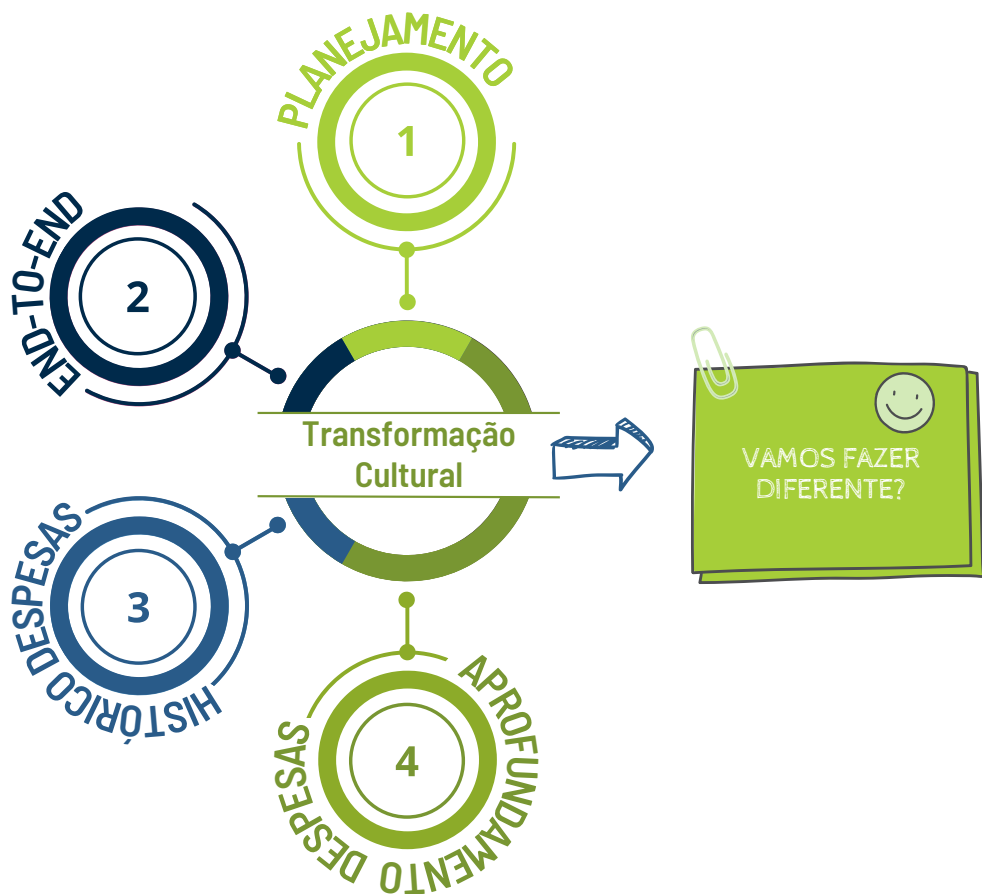 PLANEJAMENTO
1
END-TO-END
2
Transformação
Cultural
VAMOS FAZER
DIFERENTE?
HISTÓRICO DESPESAS
3
APROFUNDAMENTO DESPESAS
4